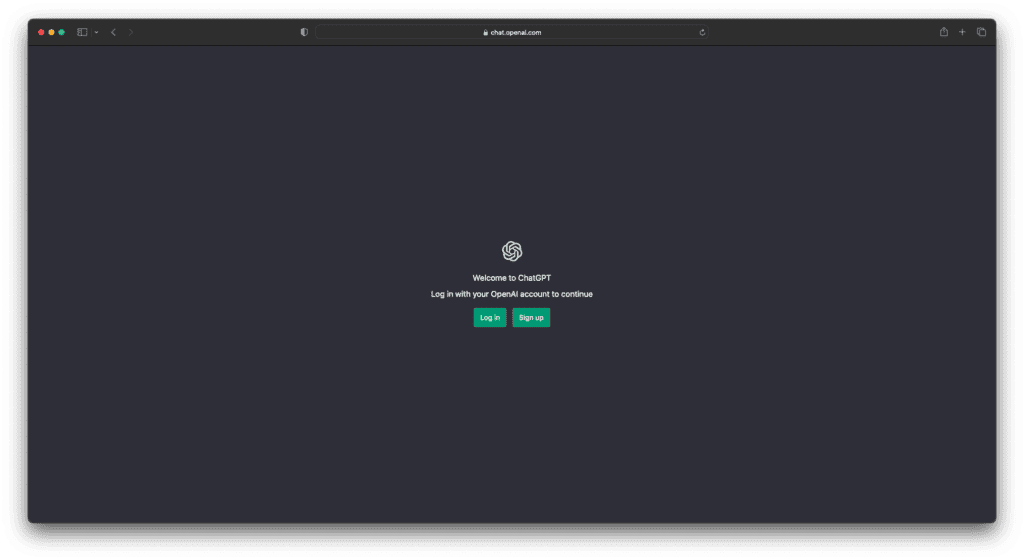 chat.openai.com
Welcome to ChatGPT
Log in with your OpenAI account to continue
Log in Sign up